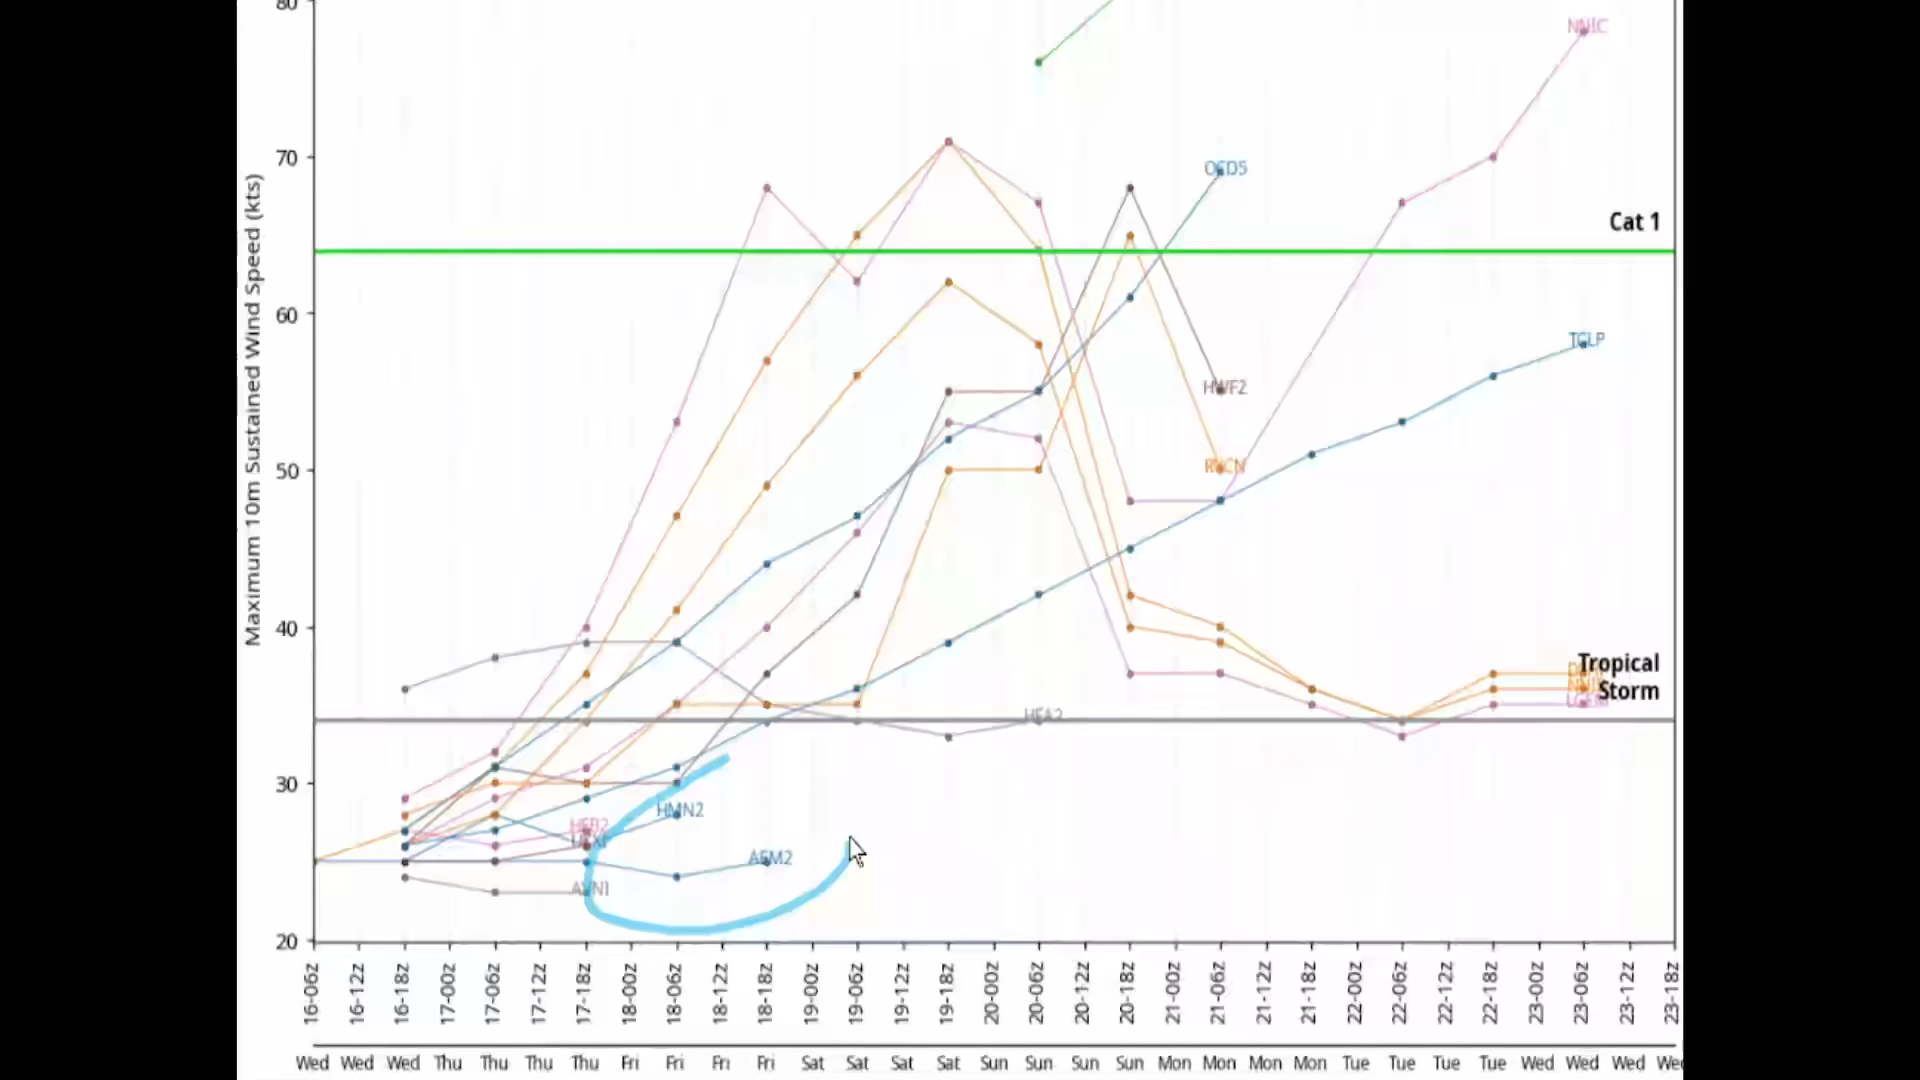 80
NNIC
70
OCD5
Cat 1
60
TCLP
HWF2
RVCN
50
Maximum 10m Sustained Wind Speed (kts)
40
Tropical
Storm
HFA2
30
HMN2
AEM2
AVNI
20
16-06z 16-12z 16-18z 17-00z 17-06z 17-12z 17-18z 18-00z 18-06z 18-12z 18-18z 19-00z 19-06z 19-12z 19-18z 20-00z 20-06z 20-12z 20-18z 21-00z 21-06z 21-12z 21-18z 22-00z 22-06z 22-12z 22-18z 23-00z 23-06z 23-12z 23-18z
Wed Wed Wed Thu Thu Thu Thu Fri Fri Fri Fri Sat Sat Sat Sat Sun Sun Sun Sun Mon Mon Mon Mon Tue Tue Tue Tue Wed Wed Wed We